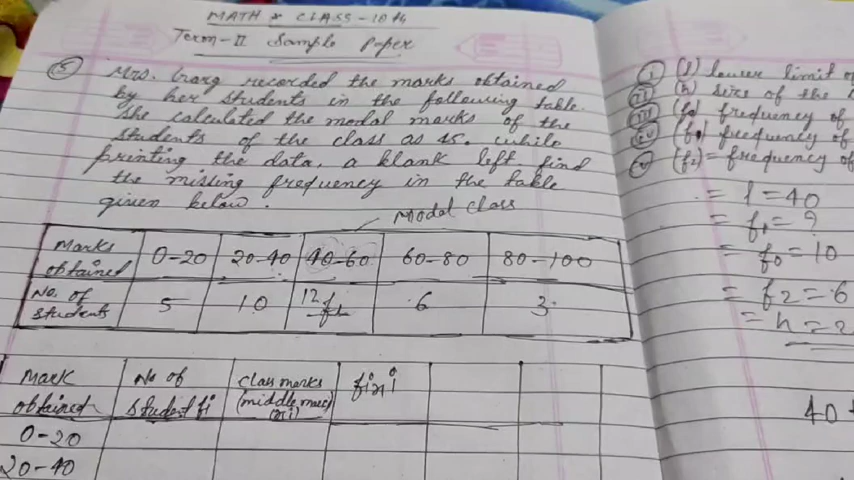 MATH * CLASS-10th
Term-II Sample Paper
5 Mrs. Garg recorded the marks obtained
by her students in the following table.
She calculated the modal marks of the
students of the class as 45. while
printing the data, a blank left. find
the missing frequency in the table
given below.
Modal class
Marks obtained 0-20 20-40 40-60 60-80 80-100
No. of students 5 10 12 f1 6 3
Mark obtained No of student fi class marks (middle marks) (xi) fixi
0-20
20-40
(i) (l) lower limit of
(ii) (h) size of the
(iii) (f0) frequency of
(iv) (f1) frequency of
(v) (f2) = frequency of
= l = 40
= f1 = ?
= f0 = 10
= f2 = 6
= h = 2
40 +